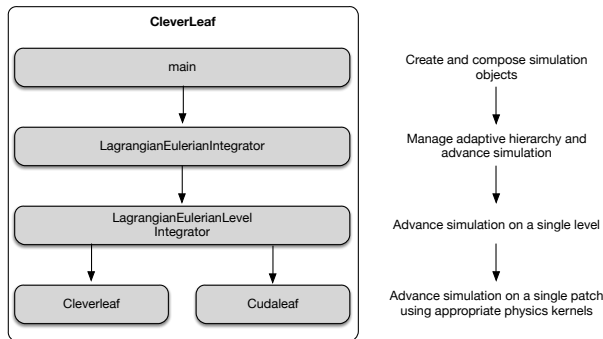 CleverLeaf
main
LagrangianEulerianIntegrator
LagrangianEulerianLevel
Integrator
Cleverleaf
Cudaleaf
Create and compose simulation
objects
Manage adaptive hierarchy and
advance simulation
Advance simulation on a single level
Advance simulation on a single patch
using appropriate physics kernels